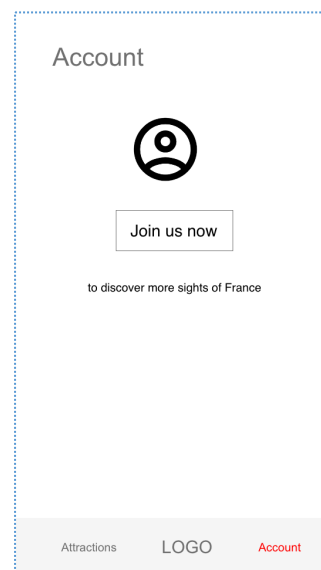 Account
Join us now
to discover more sights of France
Attractions LOGO Account